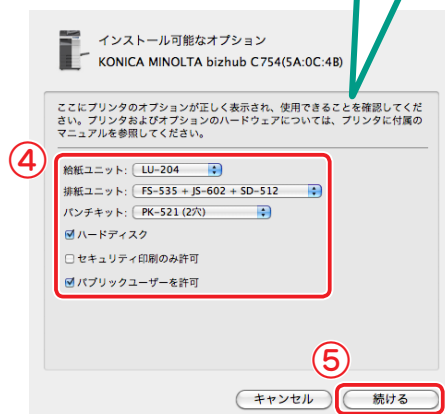 インストール可能なオプション
KONICA MINOLTA bizhub C754(5A:0C:4B)
ここにプリンタのオプションが正しく表示され、使用できることを確認してくだ
さい。プリンタおよびオプションのハードウェアについては、プリンタに付属の
マニュアルを参照してください。
④
給紙ユニット: LU-204
排紙ユニット: FS-535 + JS-602 + SD-512
パンチキット: PK-521 (2穴)
ハードディスク
セキュリティ印刷のみ許可
パブリックユーザーを許可
⑤
キャンセル 続ける